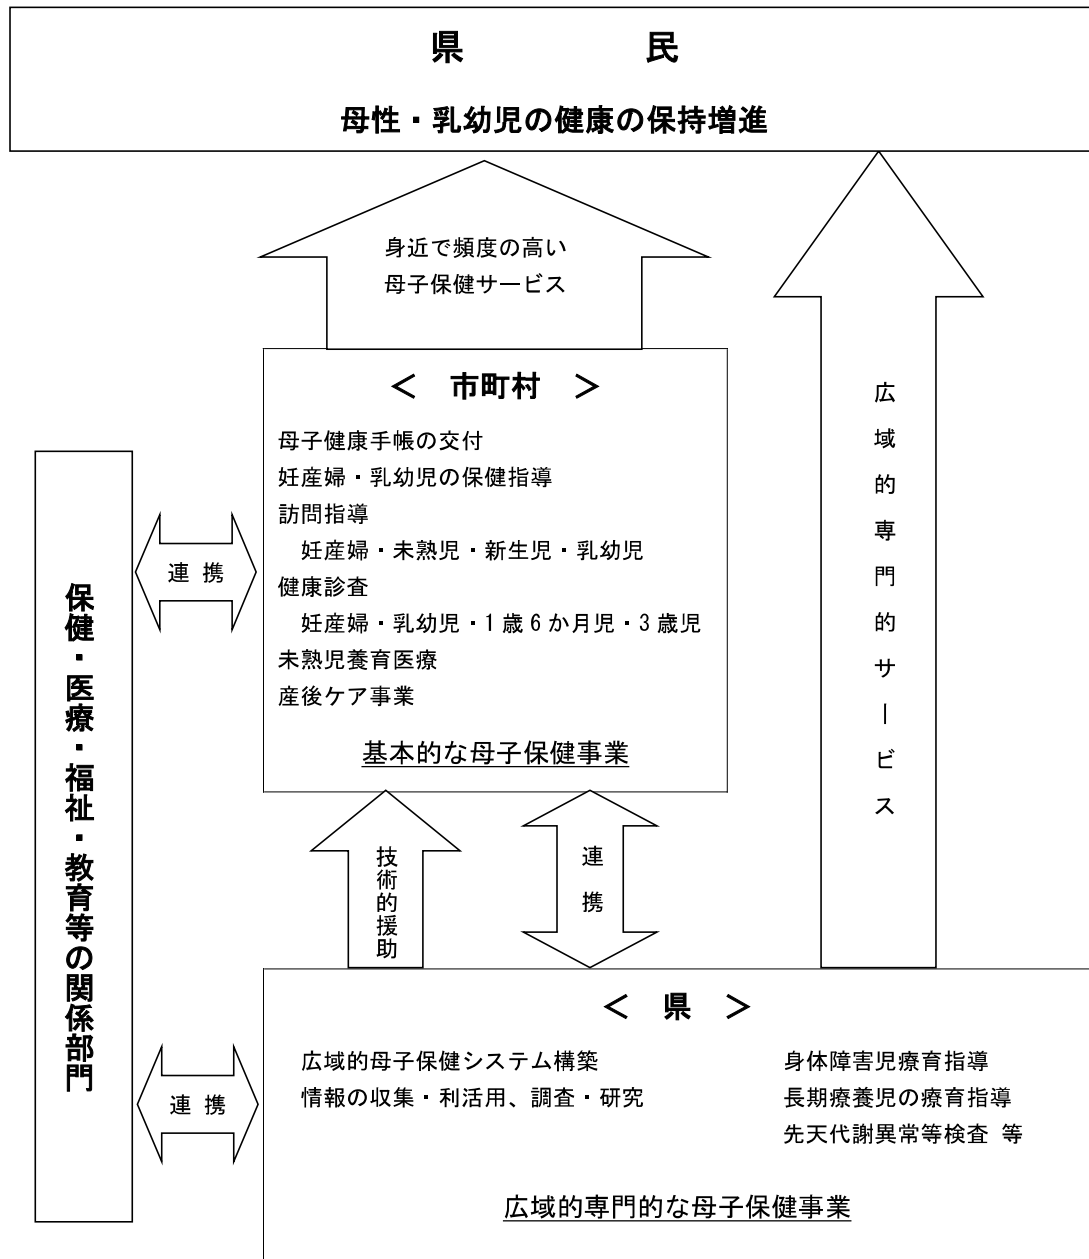 県 民
母性・乳幼児の健康の保持増進
身近で頻度の高い
母子保健サービス
＜ 市町村 ＞
母子健康手帳の交付
妊産婦・乳幼児の保健指導
訪問指導
妊産婦・未熟児・新生児・乳幼児
健康診査
妊産婦・乳幼児・1歳6か月児・3歳児
未熟児養育医療
産後ケア事業
基本的な母子保健事業
広域的専門的サービス
保健・医療・福祉・教育等の関係部門
連携
技術的援助
連携
連携
＜ 県 ＞
広域的母子保健システム構築
情報の収集・利活用、調査・研究
身体障害児療育指導
長期療養児の療育指導
先天代謝異常等検査 等
広域的専門的な母子保健事業